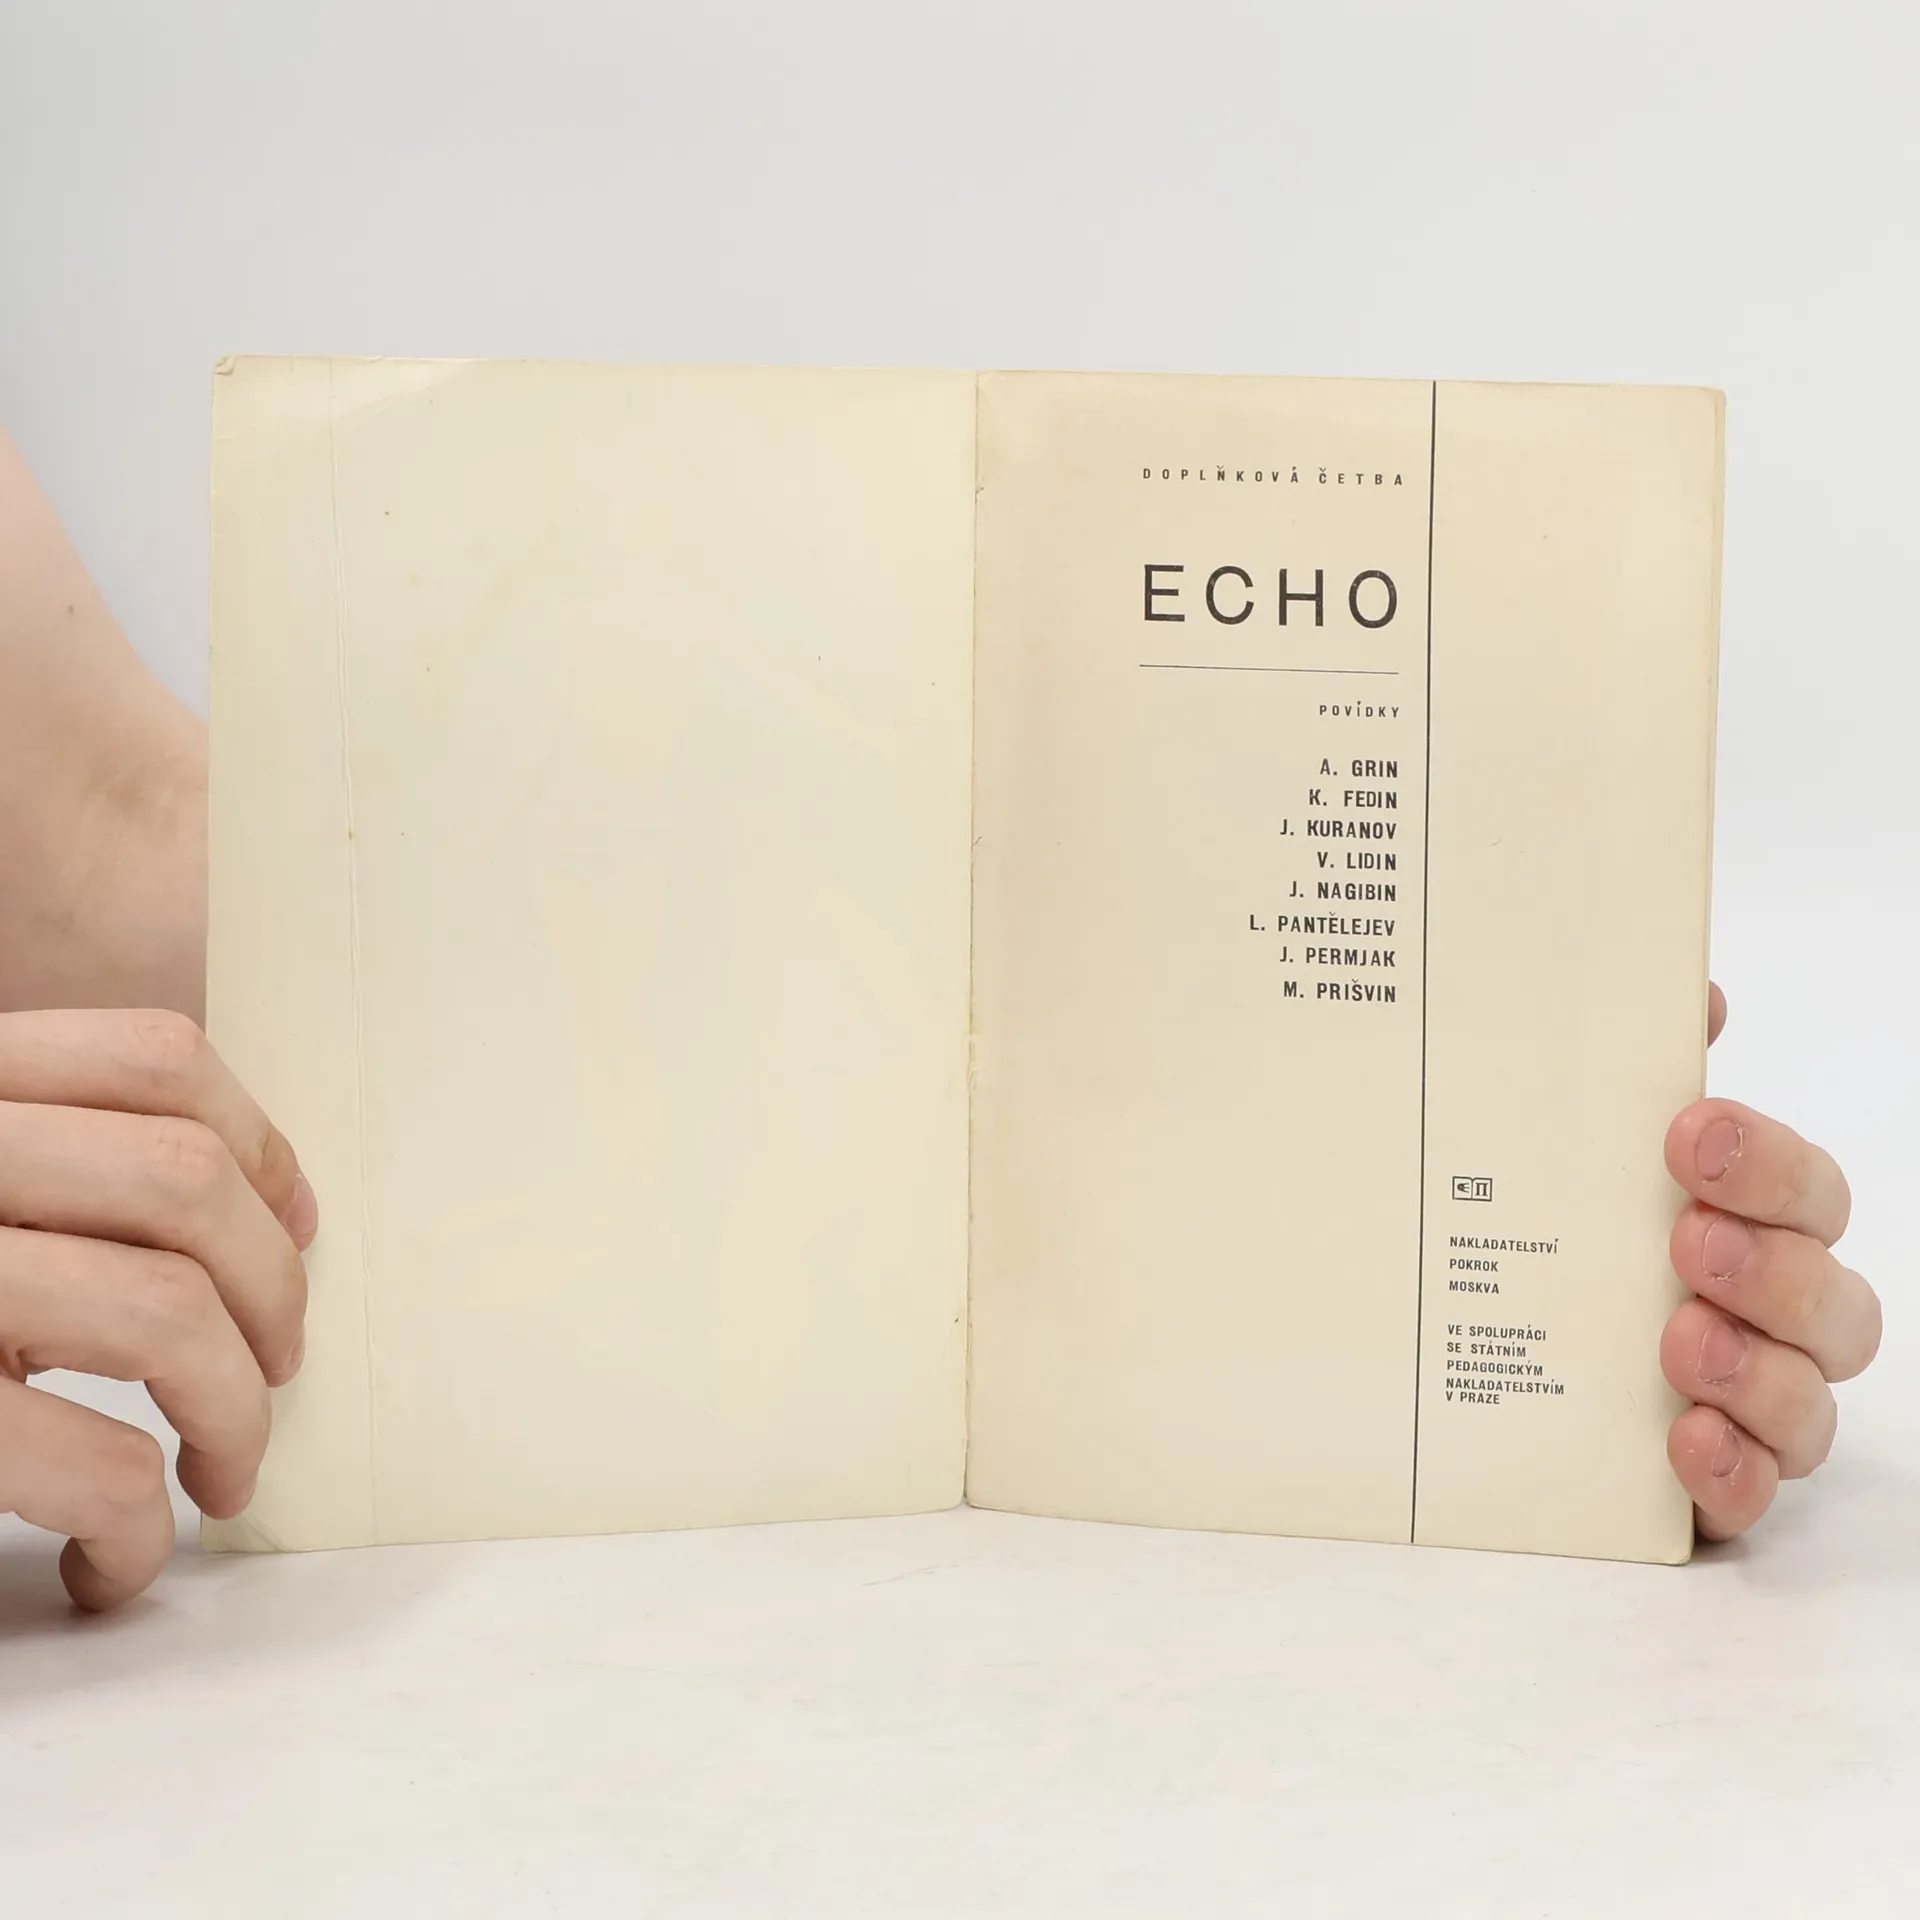 DOPLŇKOVÁ ČETBA
ECHO
POVÍDKY
A. GRIN
K. FEDIN
J. KURANOV
V. LIDIN
J. NAGIBIN
L. PANTĚLEJEV
J. PERMJAK
M. PRIŠVIN
П
NAKLADATELSTVÍ
POKROK
MOSKVA
VE SPOLUPRÁCI
SE STÁTNÍM
PEDAGOGICKÝM
NAKLADATELSTVÍM
V PRAZE